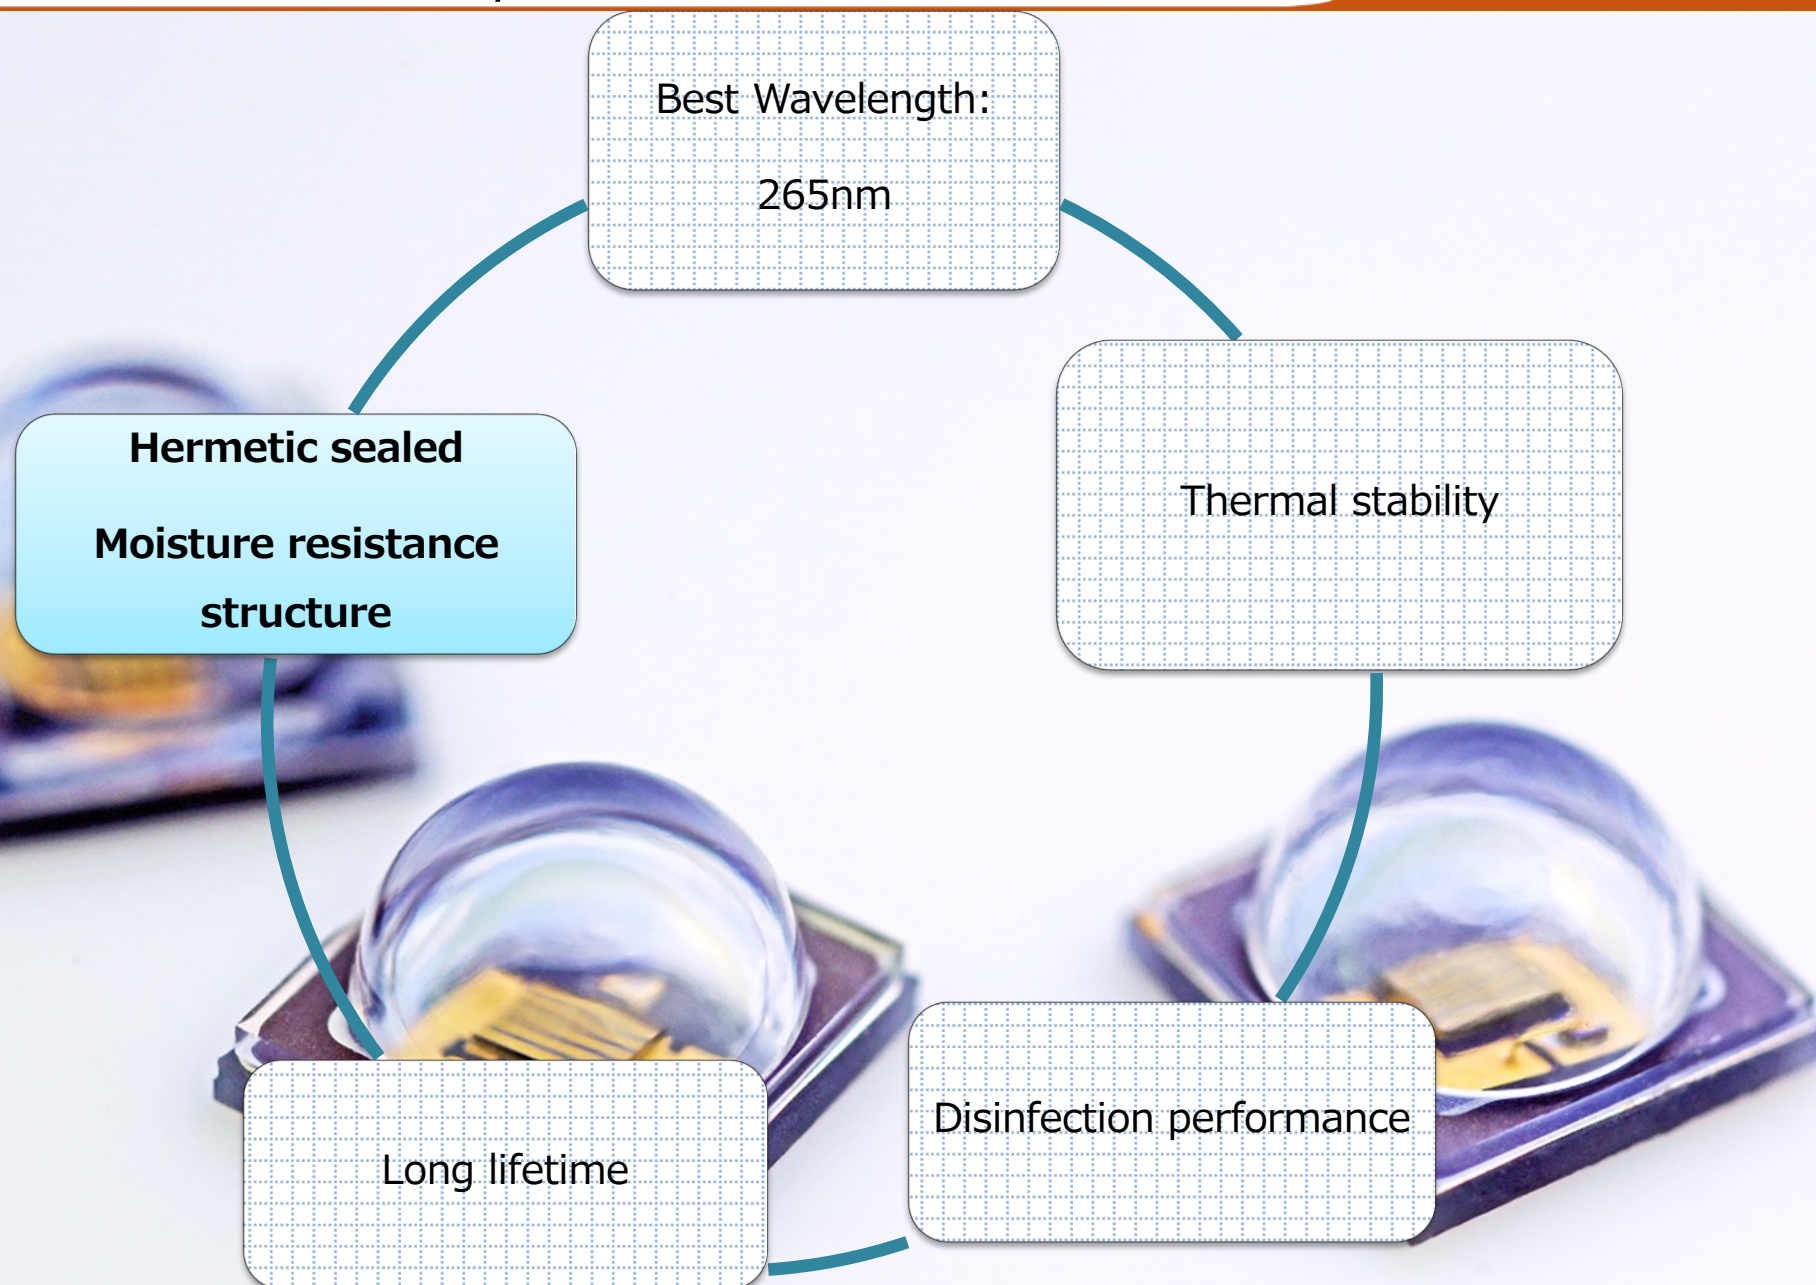 Best Wavelength:
265nm
Thermal stability
Hermetic sealed
Moisture resistance
structure
Disinfection performance
Long lifetime